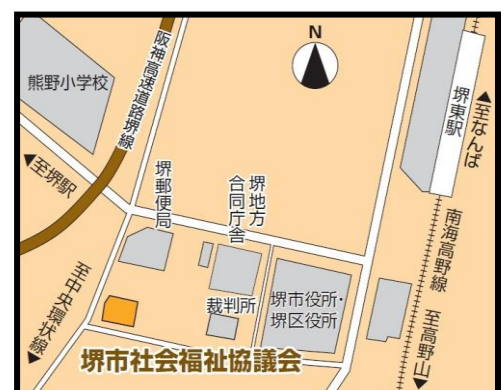 N
熊野小学校
阪神高速道路堺線
堺東駅
▲至なんば
◀至堺駅
堺郵便局
堺地方
合同庁舎
南海高野線
至中央環状線▶
裁判所
堺市役所・
堺区役所
至高野山▶
堺市社会福祉協議会